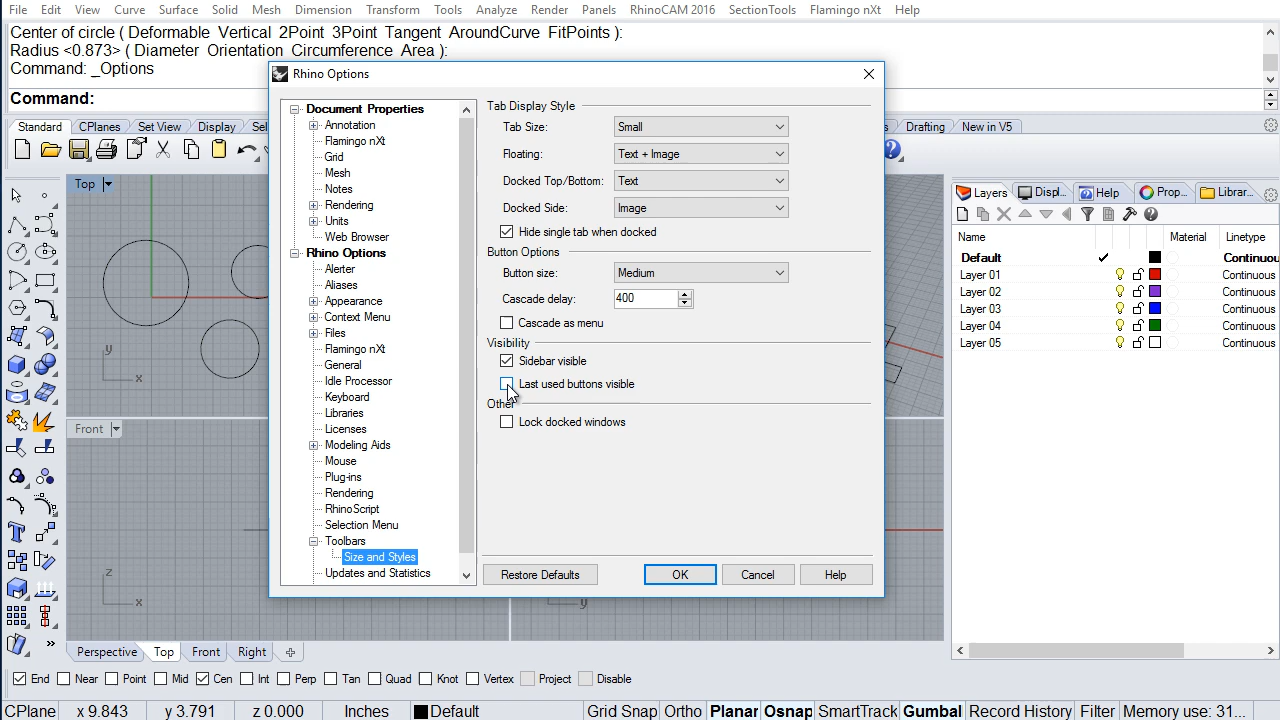 File Edit View Curve Surface Solid Mesh Dimension Transform Tools Analyze Render Panels RhinoCAM 2016 SectionTools Flamingo nXt Help
Center of circle ( Deformable Vertical 2Point 3Point Tangent AroundCurve FitPoints ):
Radius <0.873> ( Diameter Orientation Circumference Area ):
Command: _Options
Command:
Standard CPlanes Set View Display Sel
Drafting New in V5
Rhino Options
Document Properties
Annotation
Flamingo nXt
Grid
Mesh
Notes
Rendering
Units
Web Browser
Rhino Options
Alerter
Aliases
Appearance
Context Menu
Files
Flamingo nXt
General
Idle Processor
Keyboard
Libraries
Licenses
Modeling Aids
Mouse
Plug-ins
Rendering
RhinoScript
Selection Menu
Toolbars
Size and Styles
Updates and Statistics
Tab Display Style
Tab Size: Small
Floating: Text + Image
Docked Top/Bottom: Text
Docked Side: Image
Hide single tab when docked
Button Options
Button size: Medium
Cascade delay: 400
Cascade as menu
Visibility
Sidebar visible
Last used buttons visible
Other
Lock docked windows
Restore Defaults OK Cancel Help
Top
y
x
Front
z
x
y
Layers Displ... Help Prop... Librar...
Name Material Linetype
Default Continuou
Layer 01 Continuous
Layer 02 Continuous
Layer 03 Continuous
Layer 04 Continuous
Layer 05 Continuous
Perspective Top Front Right
End Near Point Mid Cen Int Perp Tan Quad Knot Vertex Project Disable
CPlane x 9.843 y 3.791 z 0.000 Inches Default Grid Snap Ortho Planar Osnap SmartTrack Gumball Record History Filter Memory use: 31...